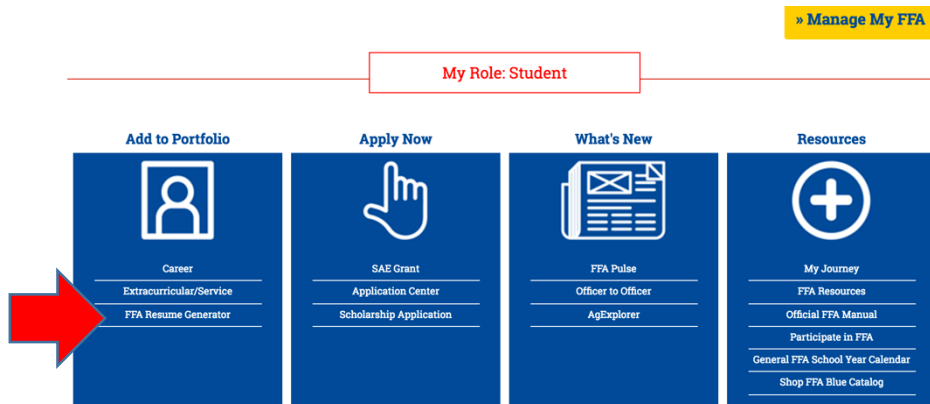 » Manage My FFA
My Role: Student
Add to Portfolio
Career
Extracurricular/Service
FFA Resume Generator
Apply Now
SAE Grant
Application Center
Scholarship Application
What's New
FFA Pulse
Officer to Officer
AgExplorer
Resources
My Journey
FFA Resources
Official FFA Manual
Participate in FFA
General FFA School Year Calendar
Shop FFA Blue Catalog